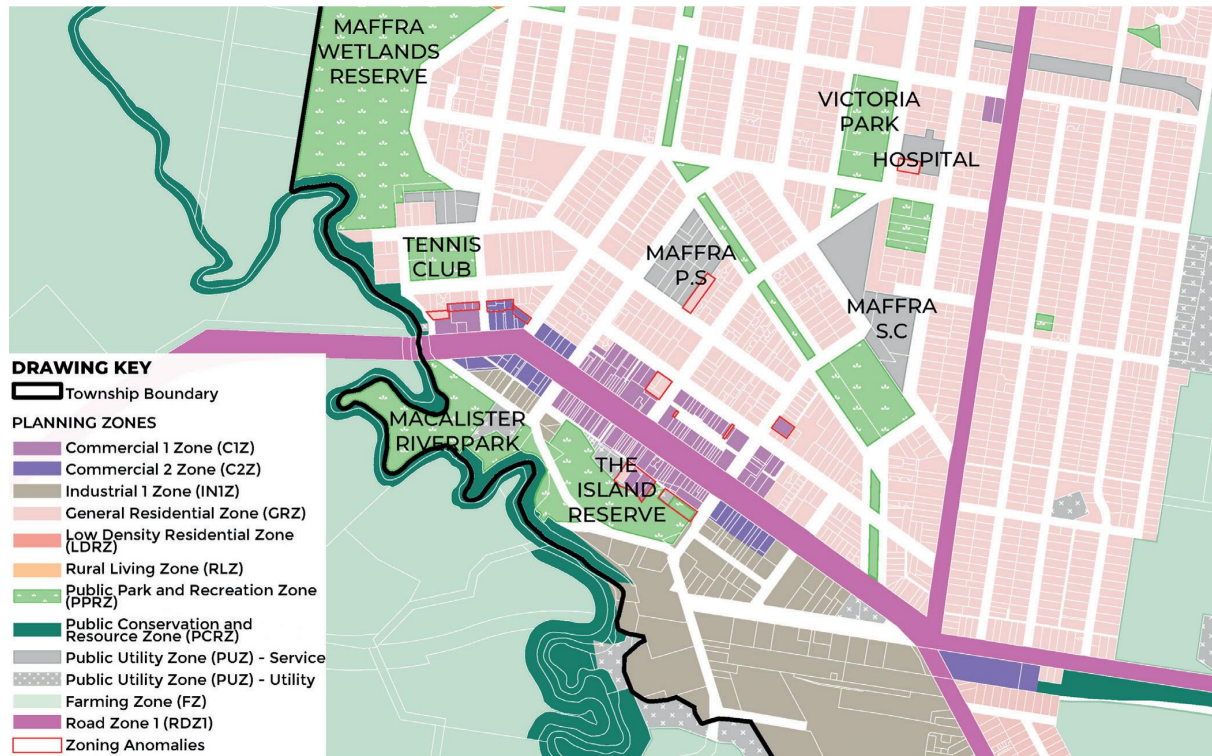 MAFFRA
WETLANDS
RESERVE
VICTORIA
PARK
HOSPITAL
TENNIS
CLUB
MAFFRA
P.S
MAFFRA
S.C
MACALISTER
RIVERPARK
THE
ISLAND
RESERVE
DRAWING KEY
Township Boundary
PLANNING ZONES
Commercial 1 Zone (C1Z)
Commercial 2 Zone (C2Z)
Industrial 1 Zone (IN1Z)
General Residential Zone (GRZ)
Low Density Residential Zone
(LDRZ)
Rural Living Zone (RLZ)
Public Park and Recreation Zone
(PPRZ)
Public Conservation and
Resource Zone (PCRZ)
Public Utility Zone (PUZ) - Service
Public Utility Zone (PUZ) - Utility
Farming Zone (FZ)
Road Zone 1 (RDZ1)
Zoning Anomalies